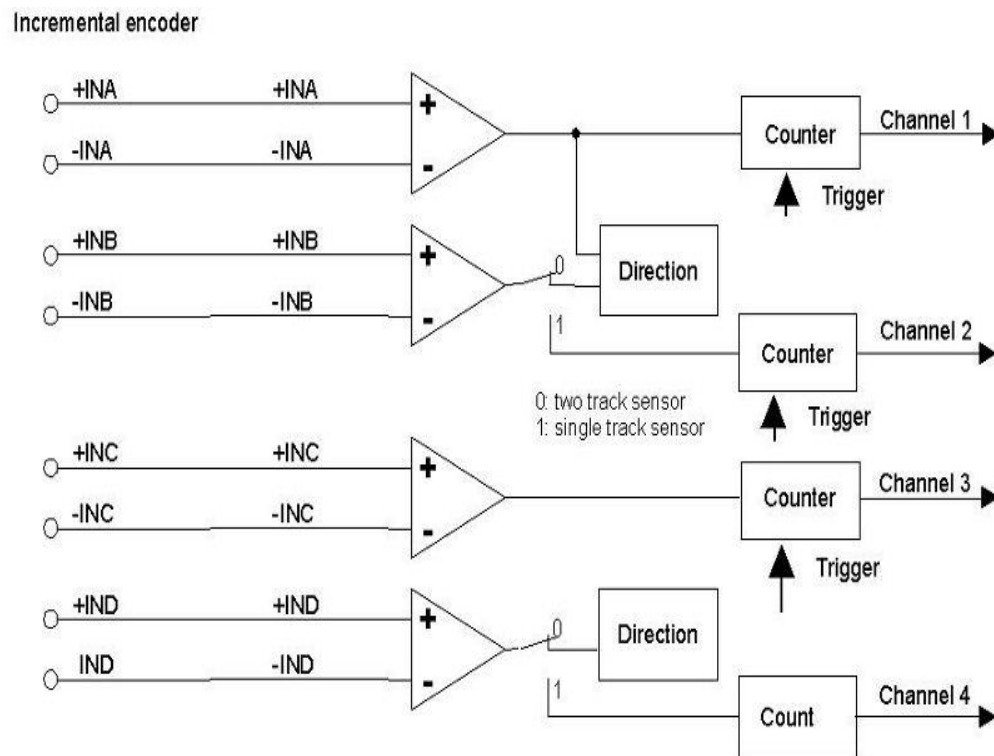 Incremental encoder
+INA +INA
+
Counter
Channel 1
-INA -INA
-
Trigger
+INB +INB
+
0
Direction
-INB -INB
-
1
Counter
Channel 2
0: two track sensor
1: single track sensor
Trigger
+INC +INC
+
Counter
Channel 3
-INC -INC
-
Trigger
+IND +IND
+
0
Direction
IND -IND
-
1
Count
Channel 4